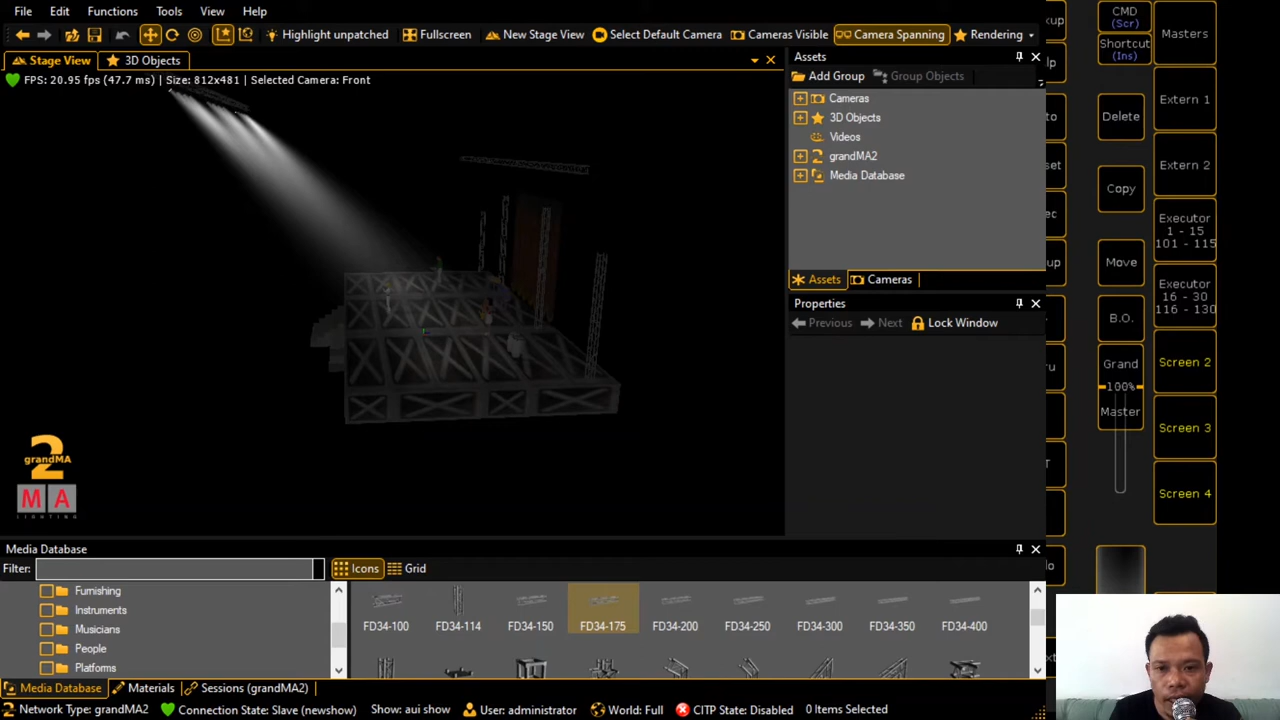 File Edit Functions Tools View Help
CMD
(Scr)
Masters
Highlight unpatched Fullscreen New Stage View Select Default Camera Cameras Visible Camera Spanning Rendering
Shortcut
(Ins)
Stage View 3D Objects
Assets
FPS: 20.95 fps (47.7 ms) | Size: 812x481 | Selected Camera: Front
Add Group Group Objects
Cameras
3D Objects
Videos
grandMA2
Media Database
Delete
Extern 1
Extern 2
Copy
Executor
1 - 15
101 - 115
Move
Assets Cameras
Executor
16 - 30
116 - 130
Properties
Previous Next Lock Window
B.O.
Grand
100%
Master
Screen 2
Screen 3
Screen 4
2
grandMA
MA
LIGHTING
Media Database
Filter:
Icons Grid
Furnishing
Instruments
Musicians
People
Platforms
FD34-100 FD34-114 FD34-150 FD34-175 FD34-200 FD34-250 FD34-300 FD34-350 FD34-400
Media Database Materials Sessions (grandMA2)
Network Type: grandMA2 Connection State: Slave (newshow) Show: aui show User: administrator World: Full CITP State: Disabled 0 Items Selected